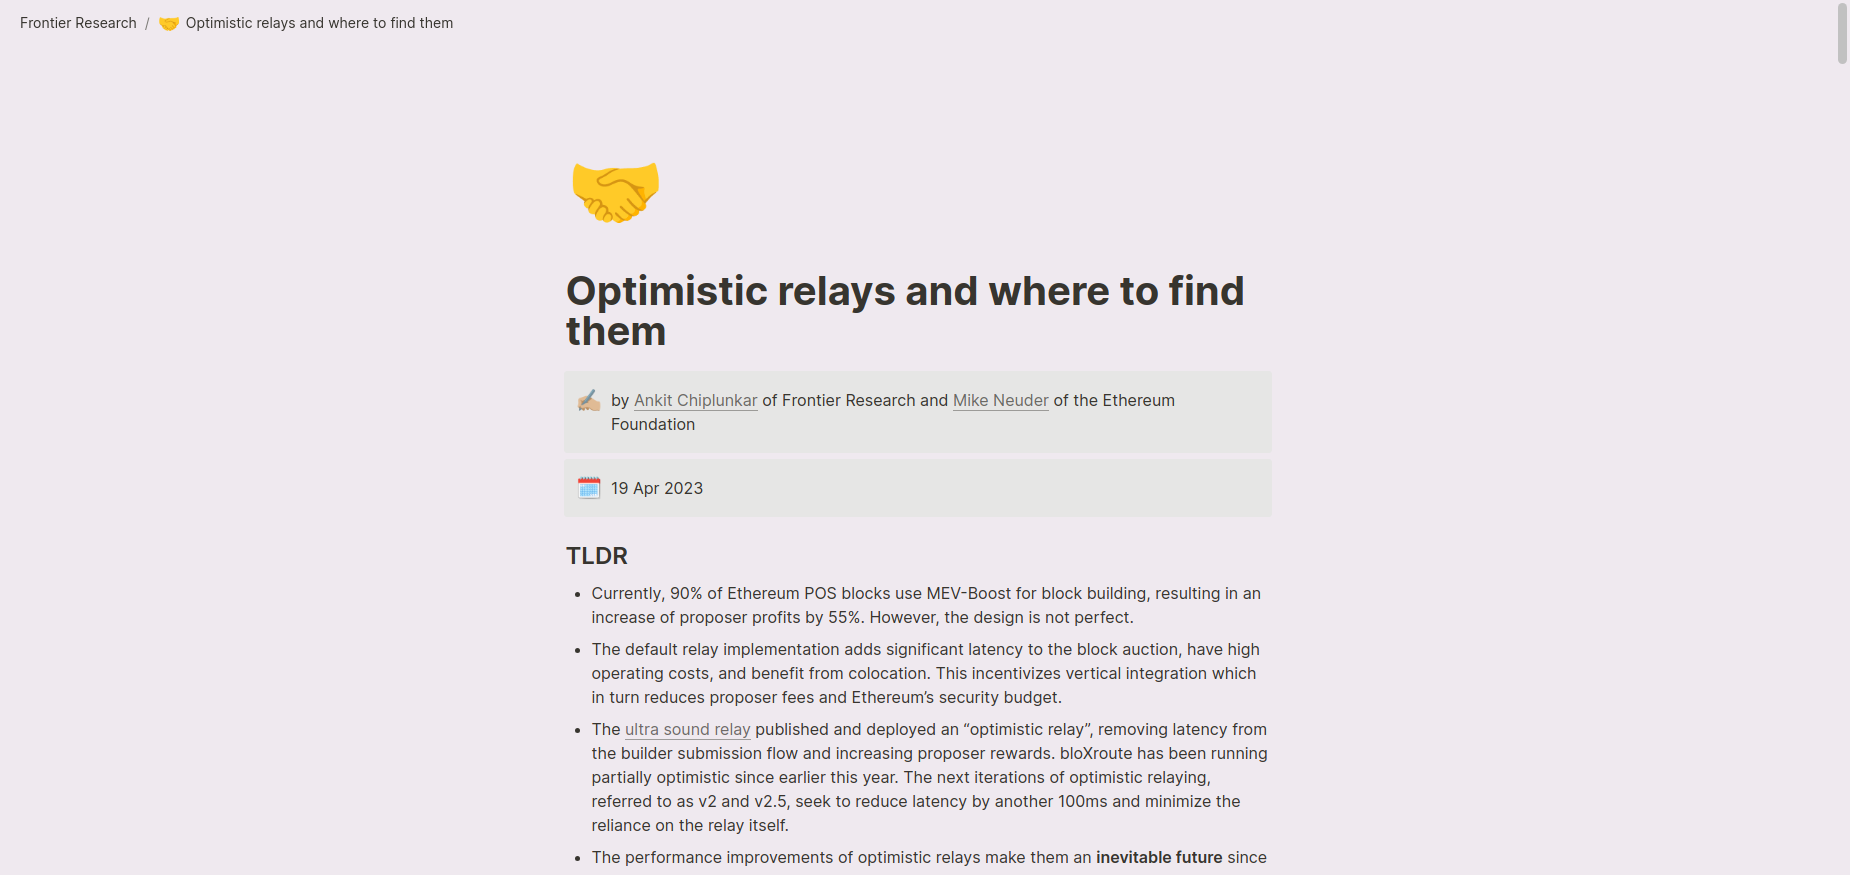 Frontier Research / Optimistic relays and where to find them
Optimistic relays and where to find
them
by Ankit Chiplunkar of Frontier Research and Mike Neuder of the Ethereum
Foundation
19 Apr 2023
TLDR
• Currently, 90% of Ethereum POS blocks use MEV-Boost for block building, resulting in an
increase of proposer profits by 55%. However, the design is not perfect.
• The default relay implementation adds significant latency to the block auction, have high
operating costs, and benefit from colocation. This incentivizes vertical integration which
in turn reduces proposer fees and Ethereum’s security budget.
• The ultra sound relay published and deployed an “optimistic relay”, removing latency from
the builder submission flow and increasing proposer rewards. bloXroute has been running
partially optimistic since earlier this year. The next iterations of optimistic relaying,
referred to as v2 and v2.5, seek to reduce latency by another 100ms and minimize the
reliance on the relay itself.
• The performance improvements of optimistic relays make them an inevitable future since